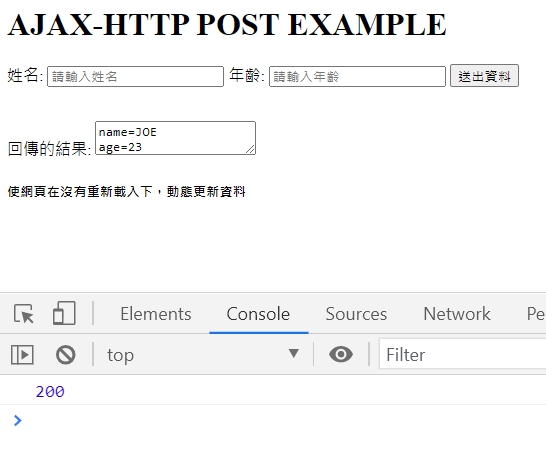 AJAX-HTTP POST EXAMPLE
姓名: 請輸入姓名 年齡: 請輸入年齡 送出資料
回傳的結果: name=JOE
age=23
使網頁在沒有重新載入下，動態更新資料
Elements Console Sources Network Pe
top Filter
200